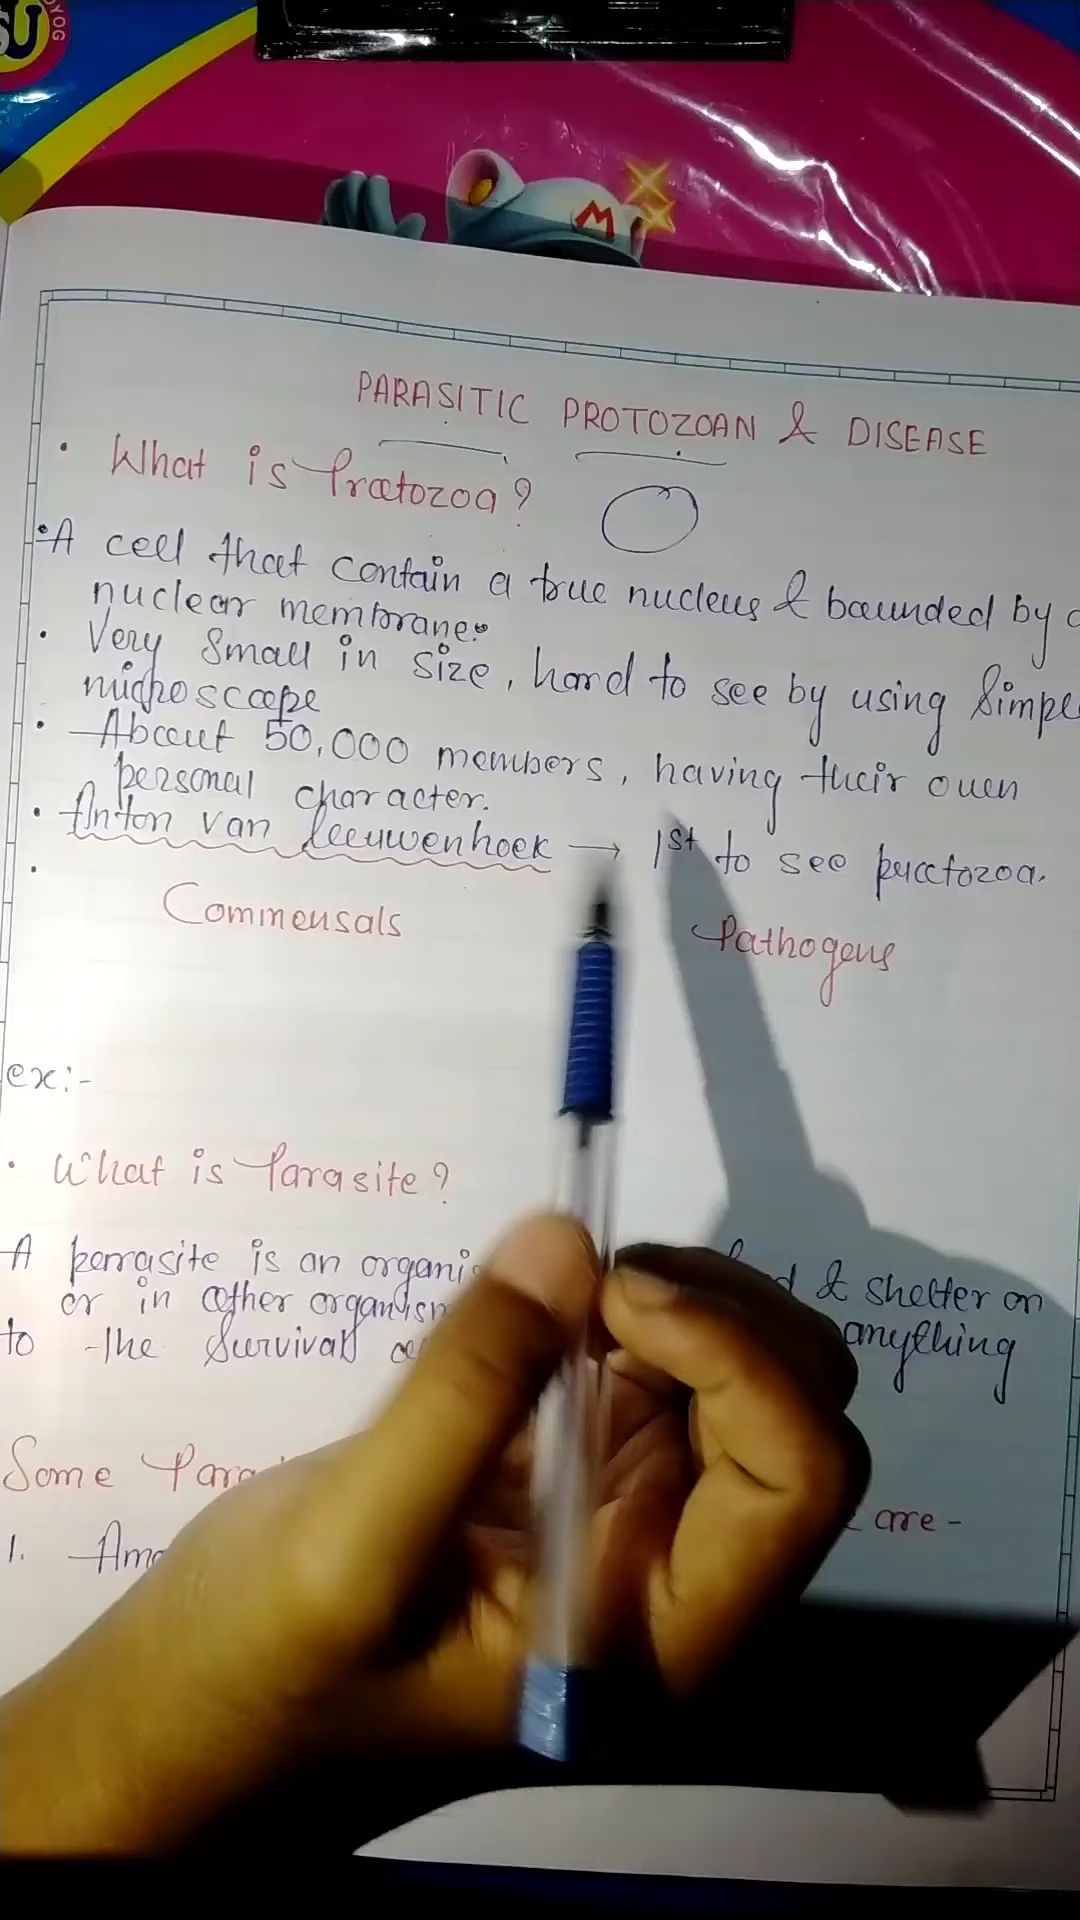 SU
YOG
M
PARASITIC PROTOZOAN & DISEASE
• What is Protozoa?
• A cell that contain a true nucleus & bounded by a
nuclear membrane.
• Very small in size, hard to see by using simple
microscope
• About 50,000 members, having their own
personal character.
• Anton van leeuwenhoek → 1st to see protozoa.
•
Commensals Pathogens
ex:-
• What is Parasite?
A parasite is an & shelter on
or in other organism
to the survival anything
Some are -
1.